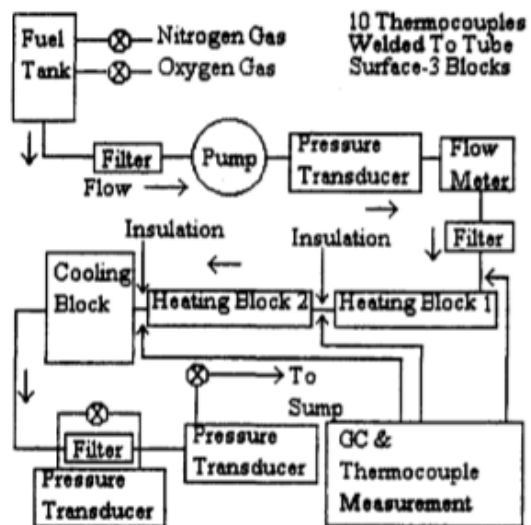 Fuel
Tank
Nitrogen Gas
Oxygen Gas
10 Thermocouples
Welded To Tube
Surface-3 Blocks
Filter
Flow
Pump
Pressure
Transducer
Flow
Meter
Filter
Insulation
Insulation
Cooling
Block
Heating Block 2
Heating Block 1
To
Sump
Filter
Pressure
Transducer
Pressure
Transducer
GC &
Thermocouple
Measurement